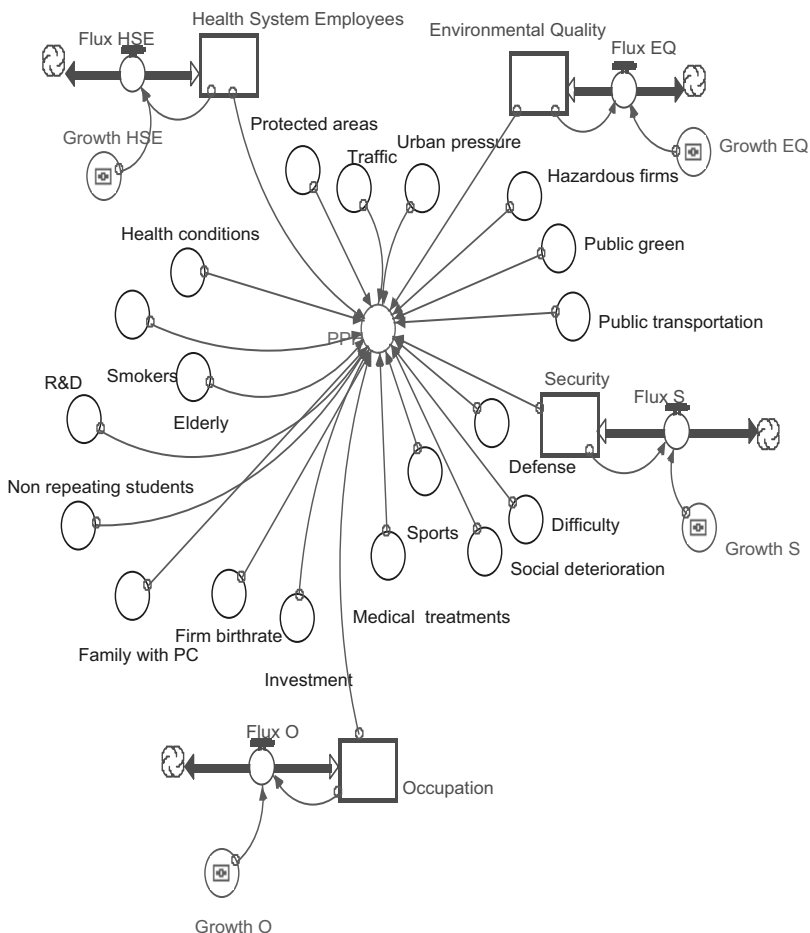 Health System Employees
Flux HSE
Environmental Quality
Flux EQ
Growth HSE
Protected areas
Urban pressure
Traffic
Growth EQ
Hazardous firms
Health conditions
Public green
Public transportation
Smokers
R&D
Elderly
Security
Flux S
Defense
Non repeating students
Sports
Difficulty
Growth S
Social deterioration
Medical treatments
Firm birthrate
Family with PC
Investment
Flux O
Occupation
Growth O